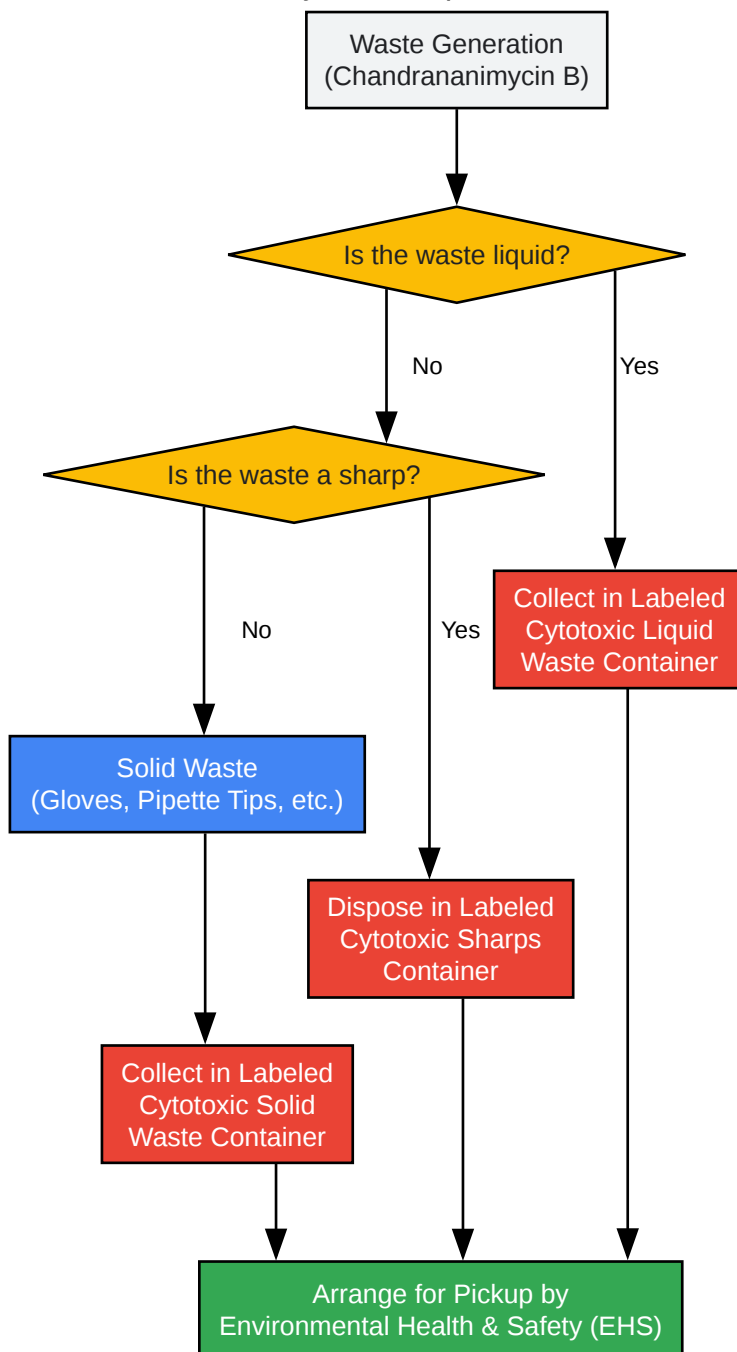 Waste Generation
(Chandrananimycin B)
Is the waste liquid?
No
Yes
Is the waste a sharp?
No
Yes
Collect in Labeled
Cytotoxic Liquid
Waste Container
Solid Waste
(Gloves, Pipette Tips, etc.)
Dispose in Labeled
Cytotoxic Sharps
Container
Collect in Labeled
Cytotoxic Solid
Waste Container
Arrange for Pickup by
Environmental Health & Safety (EHS)